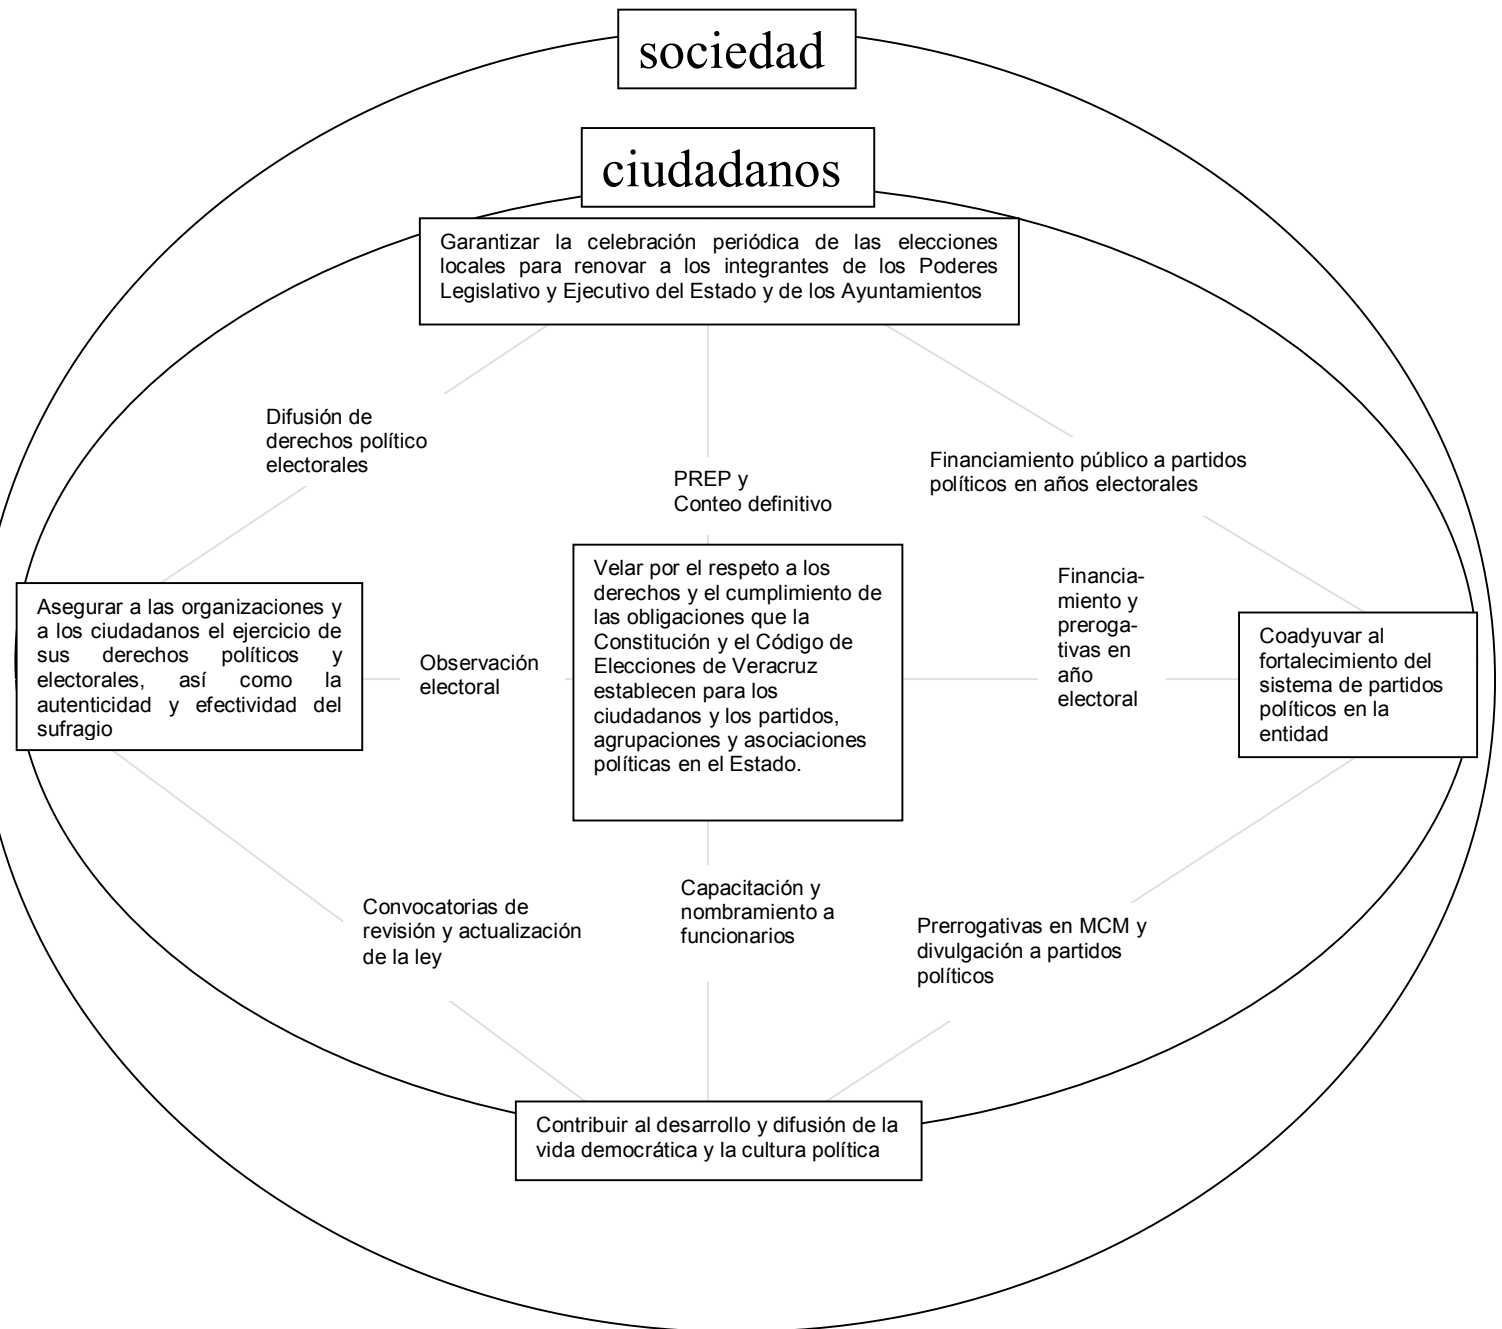 sociedad
ciudadanos
Garantizar la celebración periódica de las elecciones
locales para renovar a los integrantes de los Poderes
Legislativo y Ejecutivo del Estado y de los Ayuntamientos
Difusión de
derechos político
electorales
PREP y
Conteo definitivo
Financiamiento público a partidos
políticos en años electorales
Asegurar a las organizaciones y
a los ciudadanos el ejercicio de
sus derechos políticos y
electorales, así como la
autenticidad y efectividad del
sufragio
Observación
electoral
Velar por el respeto a los
derechos y el cumplimiento de
las obligaciones que la
Constitución y el Código de
Elecciones de Veracruz
establecen para los
ciudadanos y los partidos,
agrupaciones y asociaciones
políticas en el Estado.
Financia-
miento y
preroga-
tivas en
año
electoral
Coadyuvar al
fortalecimiento del
sistema de partidos
políticos en la
entidad
Convocatorias de
revisión y actualización
de la ley
Capacitación y
nombramiento a
funcionarios
Prerrogativas en MCM y
divulgación a partidos
políticos
Contribuir al desarrollo y difusión de la
vida democrática y la cultura política